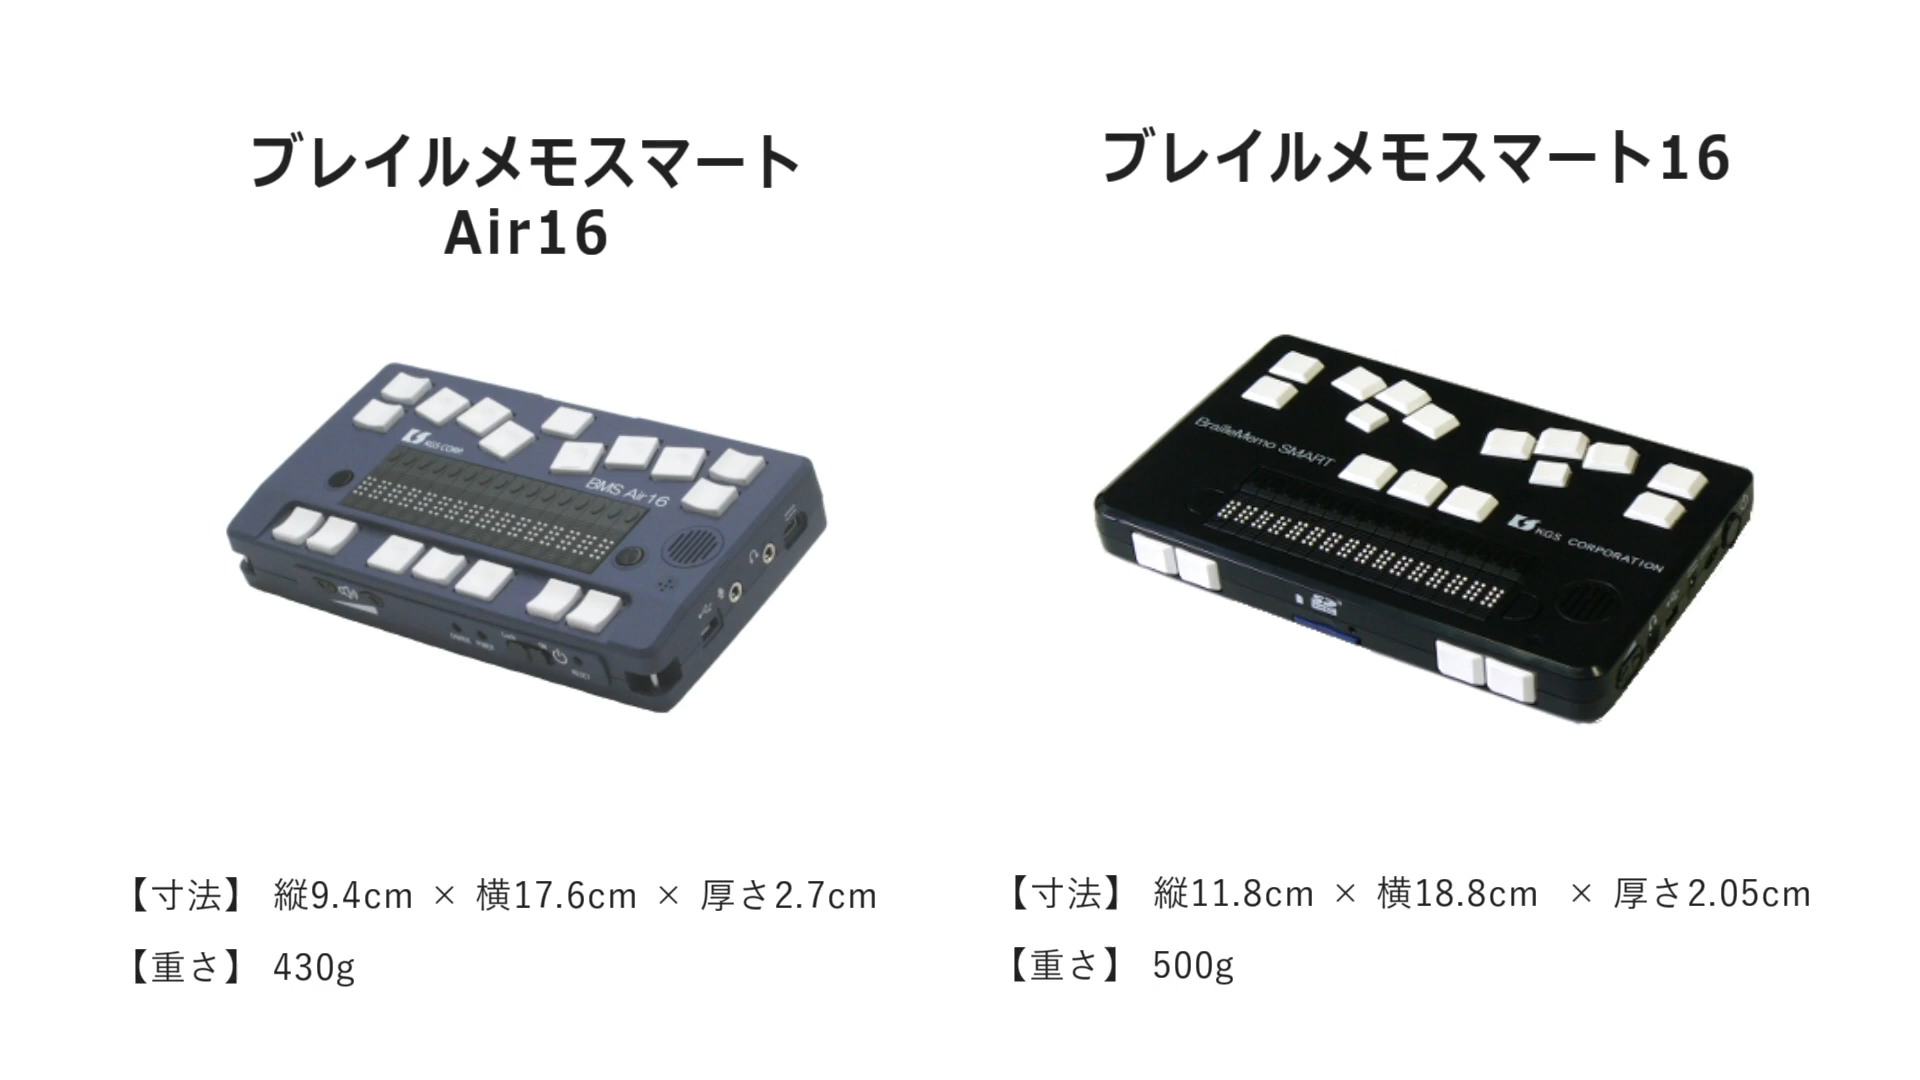 ブレイルメモスマート
Air16
ブレイルメモスマート16
KGS CORP
BMS Air16
BrailleMemo SMART
KGS CORPORATION
【寸法】 縦9.4cm × 横17.6cm × 厚さ2.7cm
【重さ】 430g
【寸法】 縦11.8cm × 横18.8cm × 厚さ2.05cm
【重さ】 500g